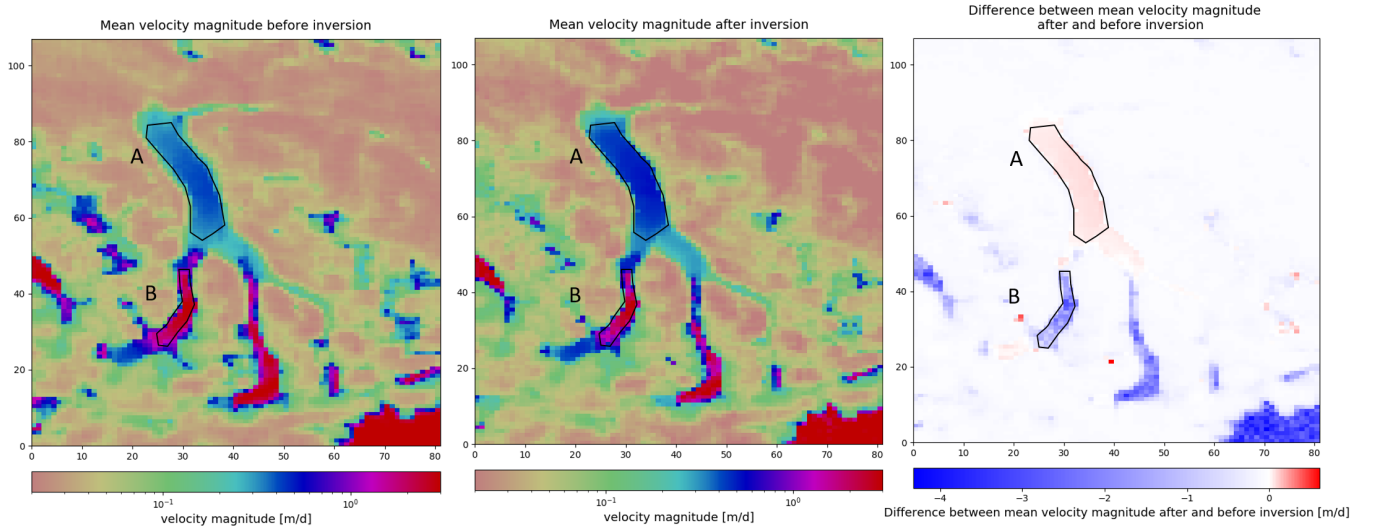 Mean velocity magnitude before inversion
100
80
60
40
20
0
0 10 20 30 40 50 60 70 80
A
B
10⁻¹ 10⁰
velocity magnitude [m/d]
Mean velocity magnitude after inversion
100
80
60
40
20
0
0 10 20 30 40 50 60 70 80
A
B
10⁻¹ 10⁰
velocity magnitude [m/d]
Difference between mean velocity magnitude
after and before inversion
100
80
60
40
20
0
0 10 20 30 40 50 60 70 80
A
B
−4 −3 −2 −1 0
Difference between mean velocity magnitude after and before inversion [m/d]